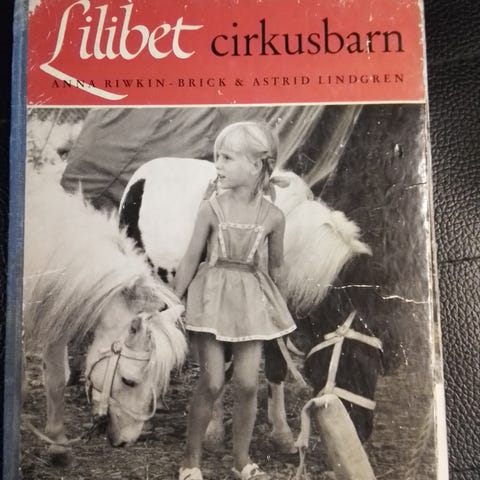 Lilibet cirkusbarn
ANNA RIWKIN-BRICK & ASTRID LINDGREN